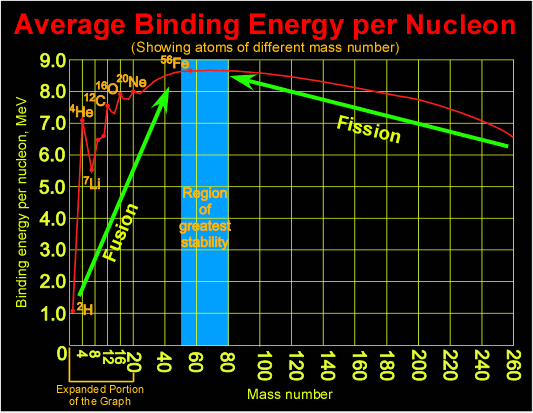 Average Binding Energy per Nucleon
(Showing atoms of different mass number)
Binding energy per nucleon, MeV
9.0
8.0
7.0
6.0
5.0
4.0
3.0
2.0
1.0
0
⁵⁶Fe
²⁰Ne
¹⁶O
¹²C
⁴He
⁷Li
²H
Fusion
Fission
Region
of
greatest
stability
4 8 12 16 20 40 60 80 100 120 140 160 180 200 220 240 260
Expanded Portion
of the Graph
Mass number